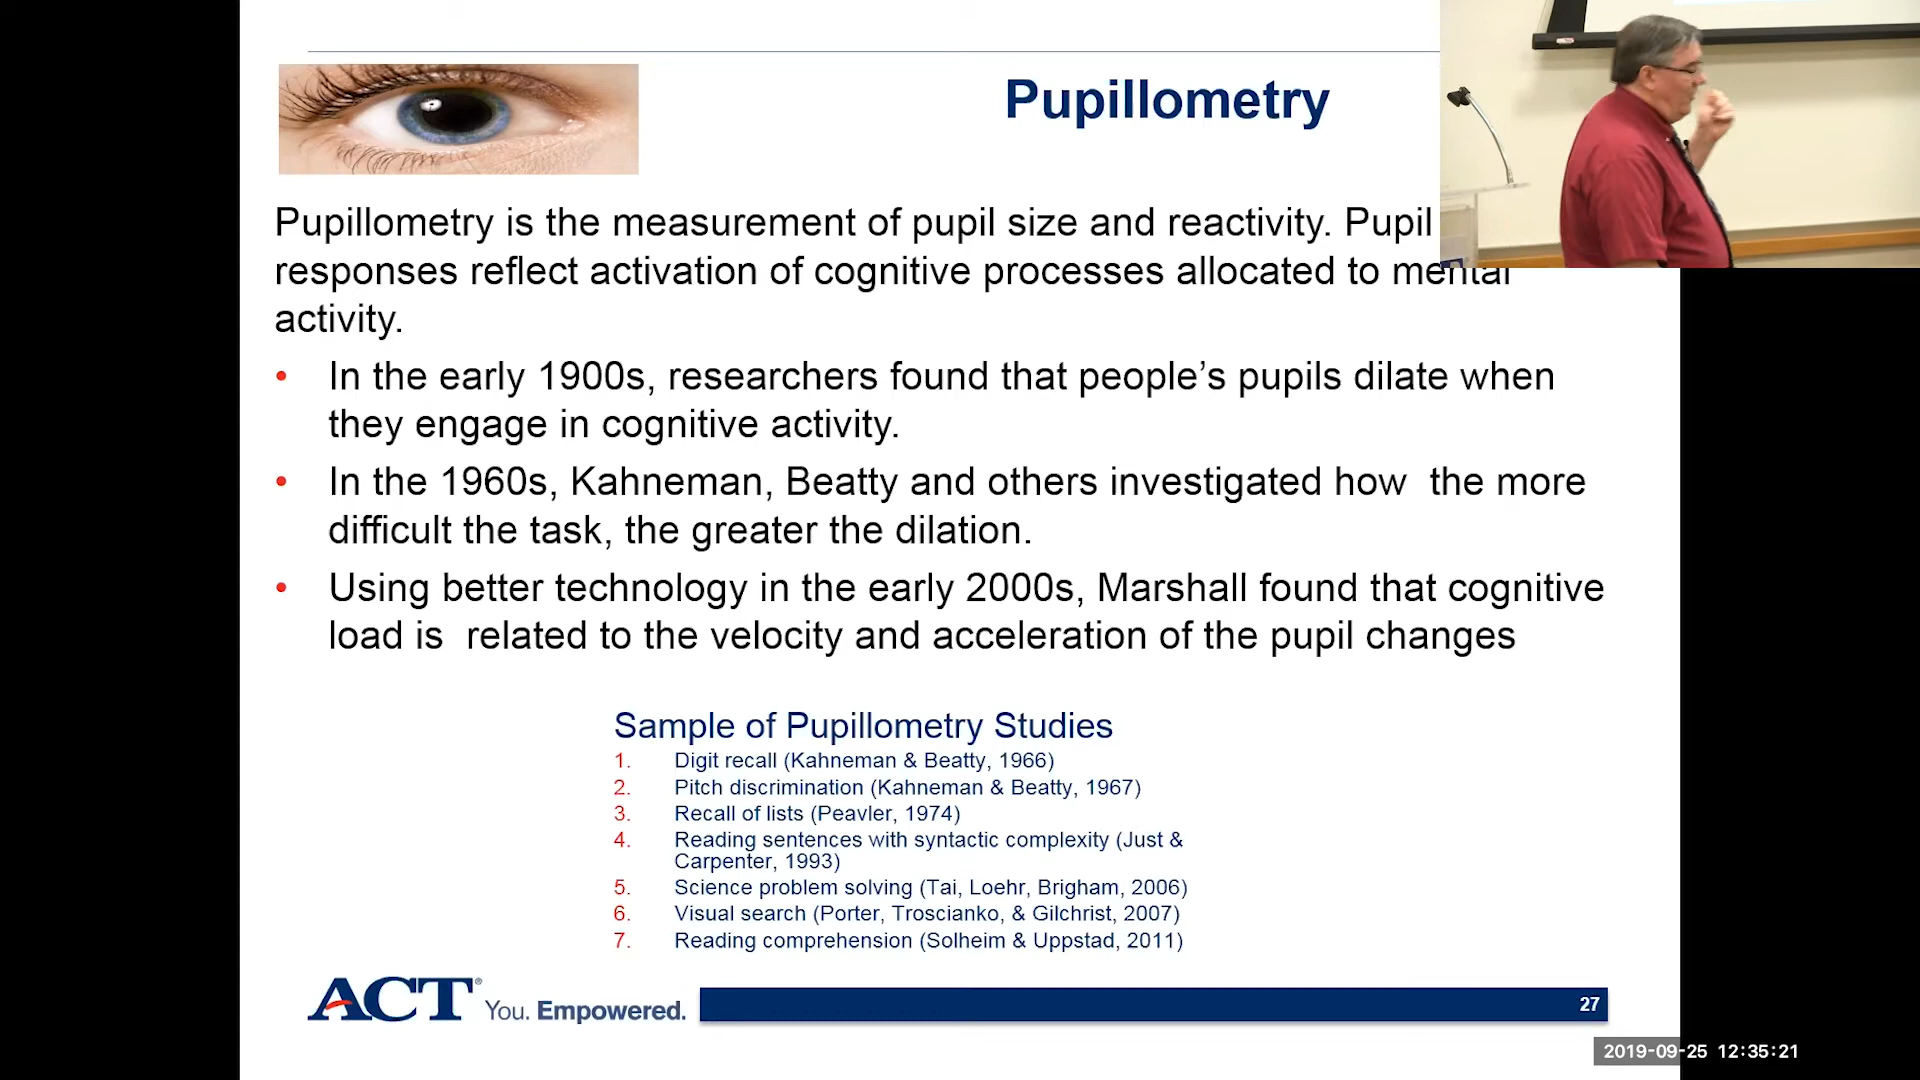 Pupillometry
Pupillometry is the measurement of pupil size and reactivity. Pupil
responses reflect activation of cognitive processes allocated to mental
activity.
• In the early 1900s, researchers found that people’s pupils dilate when
they engage in cognitive activity.
• In the 1960s, Kahneman, Beatty and others investigated how  the more
difficult the task, the greater the dilation.
• Using better technology in the early 2000s, Marshall found that cognitive
load is  related to the velocity and acceleration of the pupil changes
Sample of Pupillometry Studies
1. Digit recall (Kahneman & Beatty, 1966)
2. Pitch discrimination (Kahneman & Beatty, 1967)
3. Recall of lists (Peavler, 1974)
4. Reading sentences with syntactic complexity (Just &
Carpenter, 1993)
5. Science problem solving (Tai, Loehr, Brigham, 2006)
6. Visual search (Porter, Troscianko, & Gilchrist, 2007)
7. Reading comprehension (Solheim & Uppstad, 2011)
ACT® You. Empowered.
27
2019-09-25 12:35:21